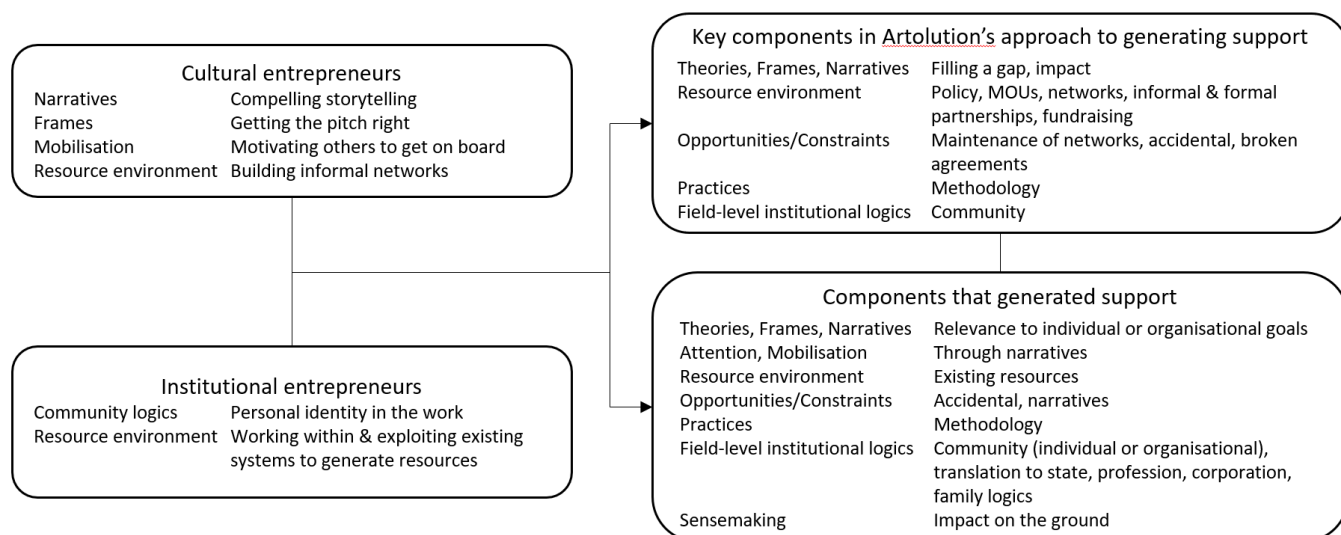 Cultural entrepreneurs
Narratives Compelling storytelling
Frames Getting the pitch right
Mobilisation Motivating others to get on board
Resource environment Building informal networks
Institutional entrepreneurs
Community logics Personal identity in the work
Resource environment Working within & exploiting existing
systems to generate resources
Key components in Artolution’s approach to generating support
Theories, Frames, Narratives Filling a gap, impact
Resource environment Policy, MOUs, networks, informal & formal
partnerships, fundraising
Opportunities/Constraints Maintenance of networks, accidental, broken
agreements
Practices Methodology
Field-level institutional logics Community
Components that generated support
Theories, Frames, Narratives Relevance to individual or organisational goals
Attention, Mobilisation Through narratives
Resource environment Existing resources
Opportunities/Constraints Accidental, narratives
Practices Methodology
Field-level institutional logics Community (individual or organisational),
translation to state, profession, corporation,
family logics
Sensemaking Impact on the ground